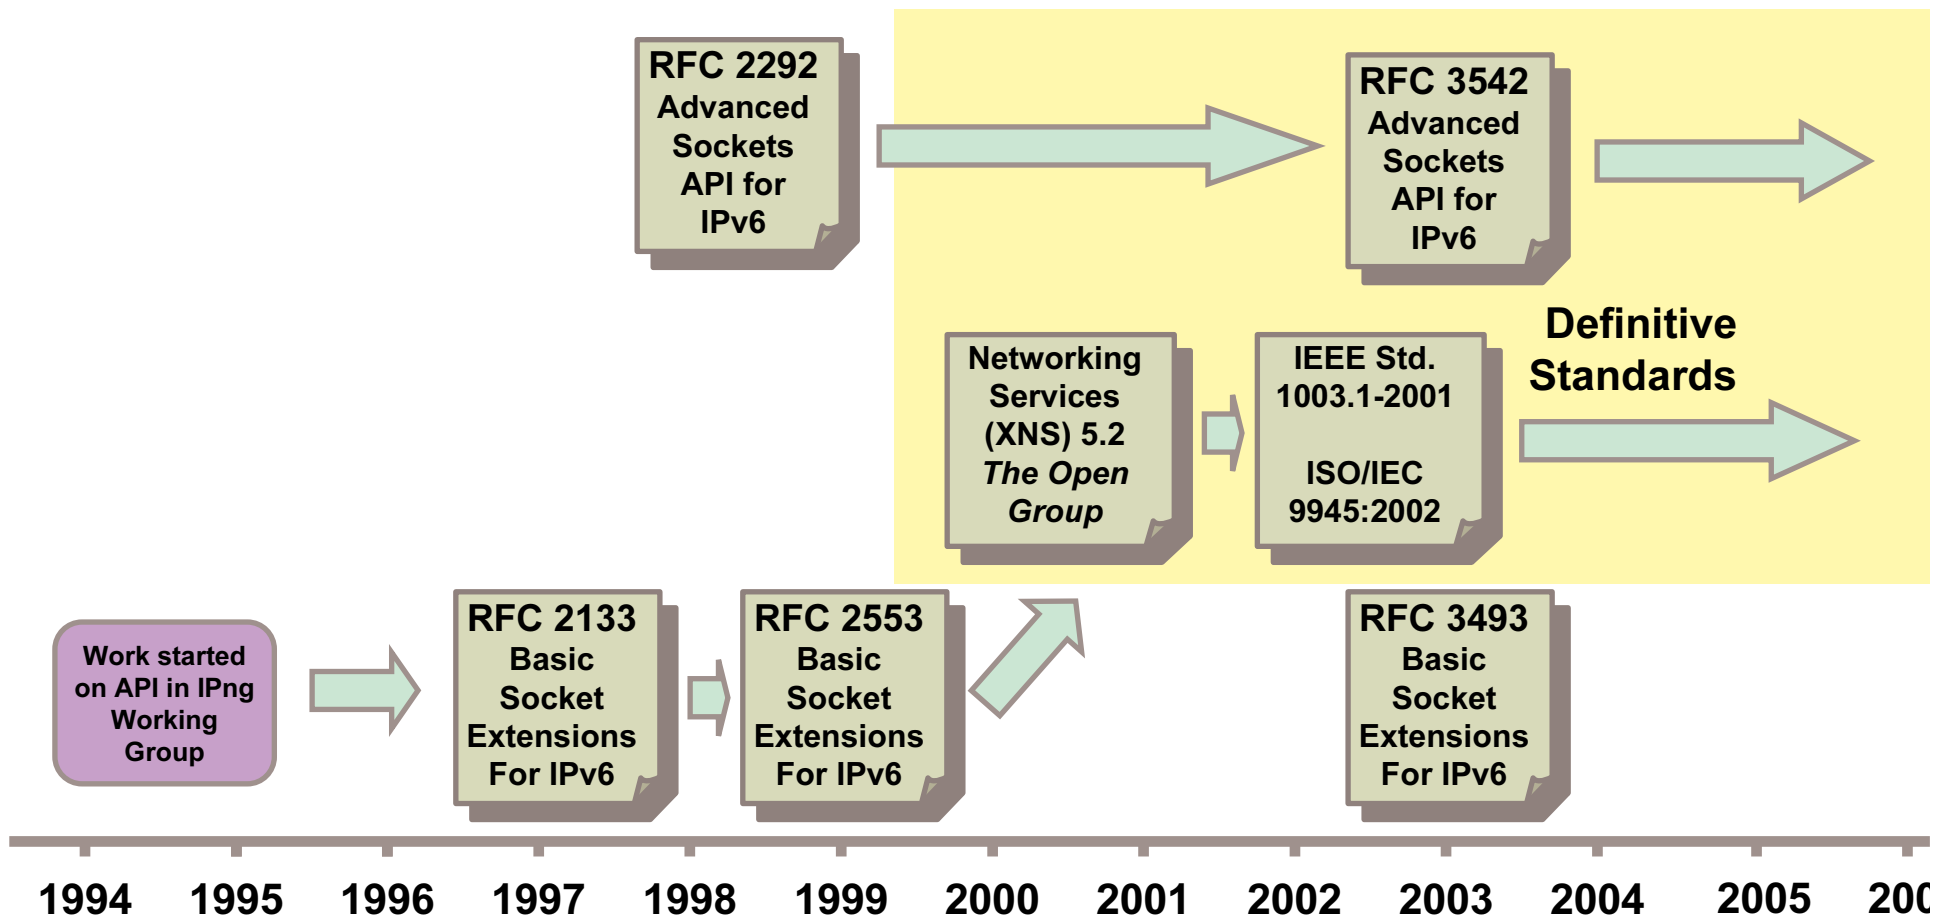 RFC 2292
Advanced
Sockets
API for
IPv6
RFC 3542
Advanced
Sockets
API for
IPv6
Networking
Services
(XNS) 5.2
The Open
Group
IEEE Std.
1003.1-2001
ISO/IEC
9945:2002
Definitive
Standards
Work started
on API in IPng
Working
Group
RFC 2133
Basic
Socket
Extensions
For IPv6
RFC 2553
Basic
Socket
Extensions
For IPv6
RFC 3493
Basic
Socket
Extensions
For IPv6
1994 1995 1996 1997 1998 1999 2000 2001 2002 2003 2004 2005